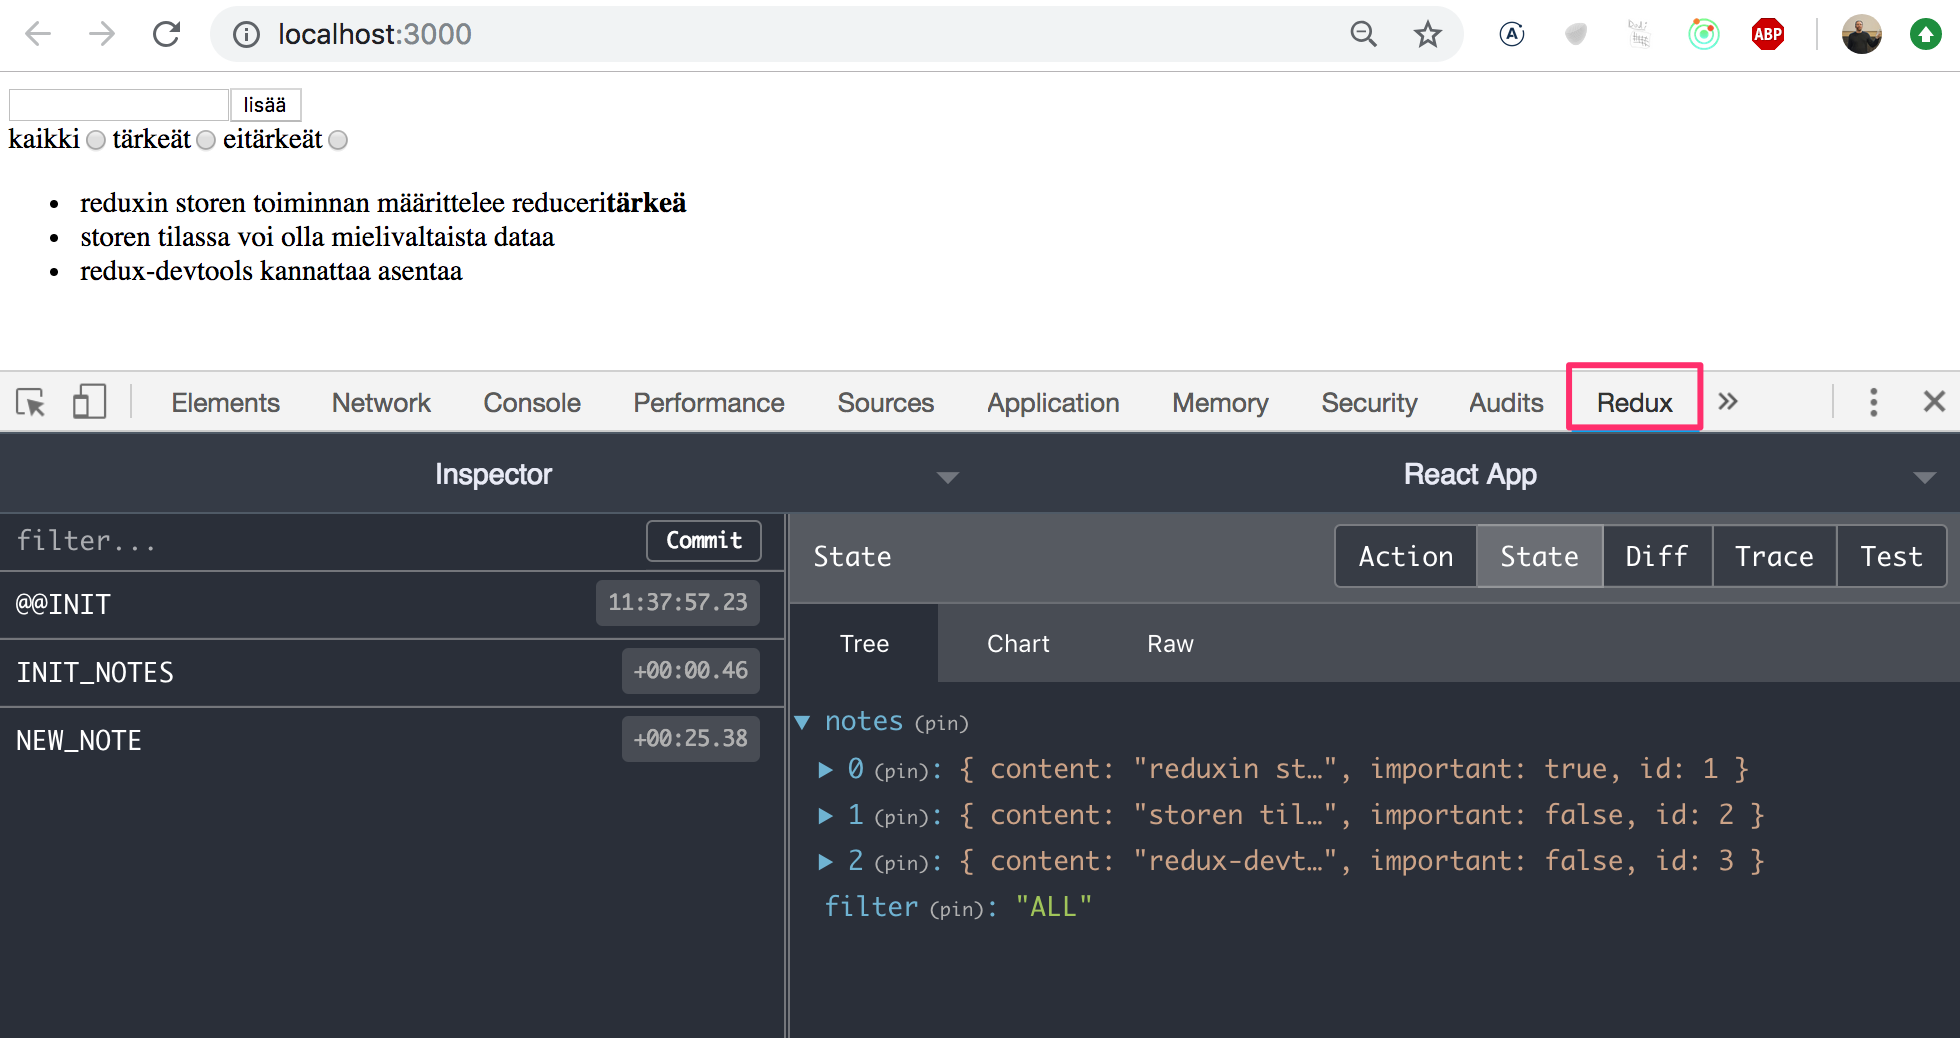 localhost:3000
ABP
lisää
kaikki tärkeät eitärkeät
reduxin storen toiminnan määrittelee reduceritärkeä
storen tilassa voi olla mielivaltaista dataa
redux-devtools kannattaa asentaa
Elements Network Console Performance Sources Application Memory Security Audits Redux »
Inspector React App
filter... Commit
@@INIT 11:37:57.23
INIT_NOTES +00:00.46
NEW_NOTE +00:25.38
State Action State Diff Trace Test
Tree Chart Raw
notes (pin)
0 (pin): { content: "reduxin st…", important: true, id: 1 }
1 (pin): { content: "storen til…", important: false, id: 2 }
2 (pin): { content: "redux-devt…", important: false, id: 3 }
filter (pin): "ALL"